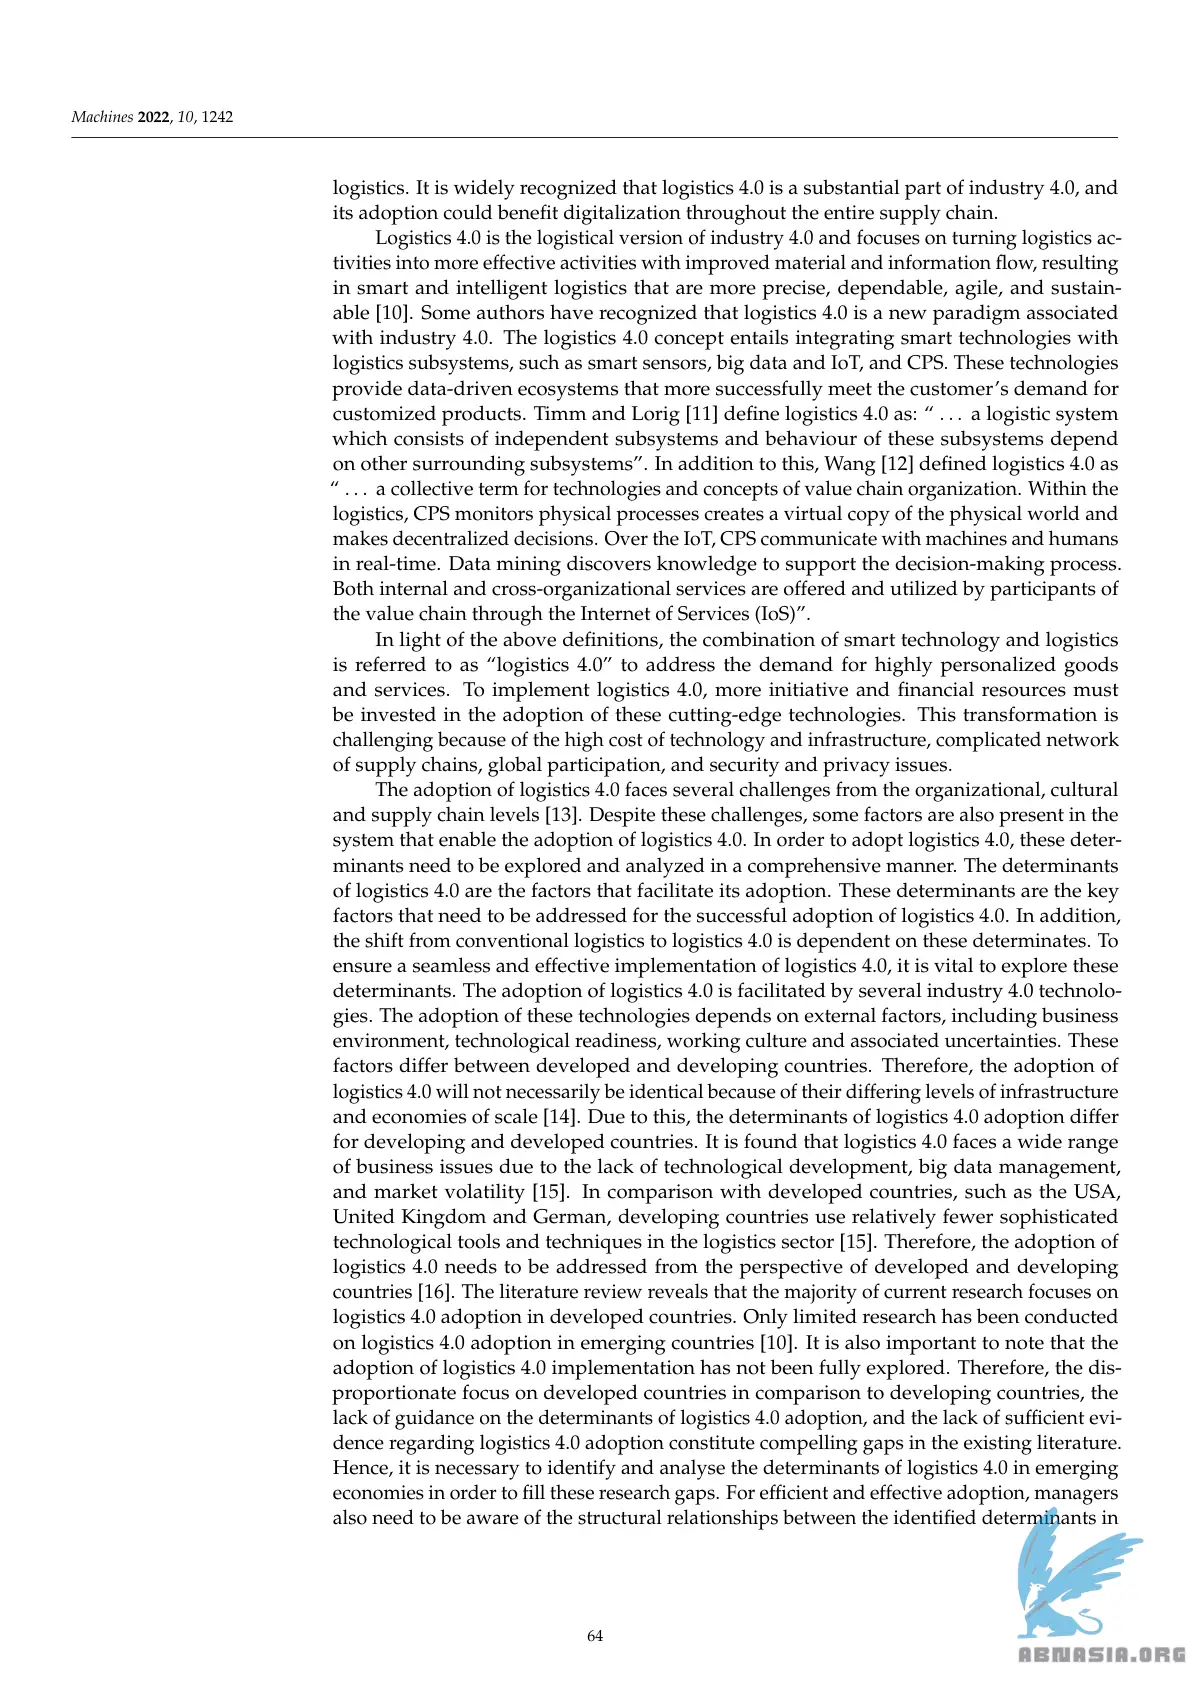 Machines 2022, 10, 1242
logistics. It is widely recognized that logistics 4.0 is a substantial part of industry 4.0, and
its adoption could benefit digitalization throughout the entire supply chain.
Logistics 4.0 is the logistical version of industry 4.0 and focuses on turning logistics ac-
tivities into more effective activities with improved material and information flow, resulting
in smart and intelligent logistics that are more precise, dependable, agile, and sustain-
able [10]. Some authors have recognized that logistics 4.0 is a new paradigm associated
with industry 4.0. The logistics 4.0 concept entails integrating smart technologies with
logistics subsystems, such as smart sensors, big data and IoT, and CPS. These technologies
provide data-driven ecosystems that more successfully meet the customer’s demand for
customized products. Timm and Lorig [11] define logistics 4.0 as: “ . . . a logistic system
which consists of independent subsystems and behaviour of these subsystems depend
on other surrounding subsystems”. In addition to this, Wang [12] defined logistics 4.0 as
“ . . . a collective term for technologies and concepts of value chain organization. Within the
logistics, CPS monitors physical processes creates a virtual copy of the physical world and
makes decentralized decisions. Over the IoT, CPS communicate with machines and humans
in real-time. Data mining discovers knowledge to support the decision-making process.
Both internal and cross-organizational services are offered and utilized by participants of
the value chain through the Internet of Services (IoS)”.
In light of the above definitions, the combination of smart technology and logistics
is referred to as “logistics 4.0” to address the demand for highly personalized goods
and services. To implement logistics 4.0, more initiative and financial resources must
be invested in the adoption of these cutting-edge technologies. This transformation is
challenging because of the high cost of technology and infrastructure, complicated network
of supply chains, global participation, and security and privacy issues.
The adoption of logistics 4.0 faces several challenges from the organizational, cultural
and supply chain levels [13]. Despite these challenges, some factors are also present in the
system that enable the adoption of logistics 4.0. In order to adopt logistics 4.0, these deter-
minants need to be explored and analyzed in a comprehensive manner. The determinants
of logistics 4.0 are the factors that facilitate its adoption. These determinants are the key
factors that need to be addressed for the successful adoption of logistics 4.0. In addition,
the shift from conventional logistics to logistics 4.0 is dependent on these determinates. To
ensure a seamless and effective implementation of logistics 4.0, it is vital to explore these
determinants. The adoption of logistics 4.0 is facilitated by several industry 4.0 technolo-
gies. The adoption of these technologies depends on external factors, including business
environment, technological readiness, working culture and associated uncertainties. These
factors differ between developed and developing countries. Therefore, the adoption of
logistics 4.0 will not necessarily be identical because of their differing levels of infrastructure
and economies of scale [14]. Due to this, the determinants of logistics 4.0 adoption differ
for developing and developed countries. It is found that logistics 4.0 faces a wide range
of business issues due to the lack of technological development, big data management,
and market volatility [15]. In comparison with developed countries, such as the USA,
United Kingdom and German, developing countries use relatively fewer sophisticated
technological tools and techniques in the logistics sector [15]. Therefore, the adoption of
logistics 4.0 needs to be addressed from the perspective of developed and developing
countries [16]. The literature review reveals that the majority of current research focuses on
logistics 4.0 adoption in developed countries. Only limited research has been conducted
on logistics 4.0 adoption in emerging countries [10]. It is also important to note that the
adoption of logistics 4.0 implementation has not been fully explored. Therefore, the dis-
proportionate focus on developed countries in comparison to developing countries, the
lack of guidance on the determinants of logistics 4.0 adoption, and the lack of sufficient evi-
dence regarding logistics 4.0 adoption constitute compelling gaps in the existing literature.
Hence, it is necessary to identify and analyse the determinants of logistics 4.0 in emerging
economies in order to fill these research gaps. For efficient and effective adoption, managers
also need to be aware of the structural relationships between the identified determinants in
64
ABNASIA.ORG